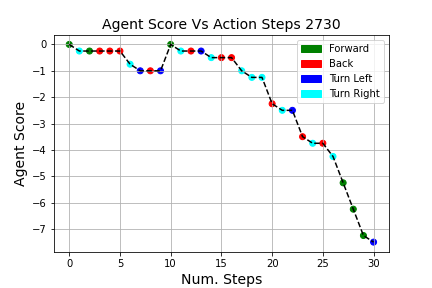 Agent Score Vs Action Steps 2730
Agent Score
0
−1
−2
−3
−4
−5
−6
−7
Forward
Back
Turn Left
Turn Right
0 5 10 15 20 25 30
Num. Steps